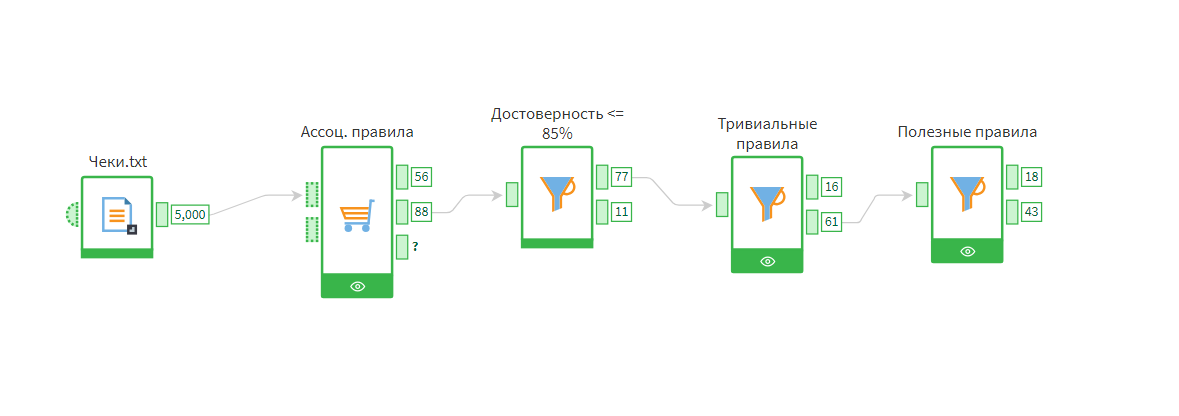 Чеки.txt
5,000
Ассоц. правила
56
88
?
Достоверность <=
85%
77
11
Тривиальные
правила
16
61
Полезные правила
18
43